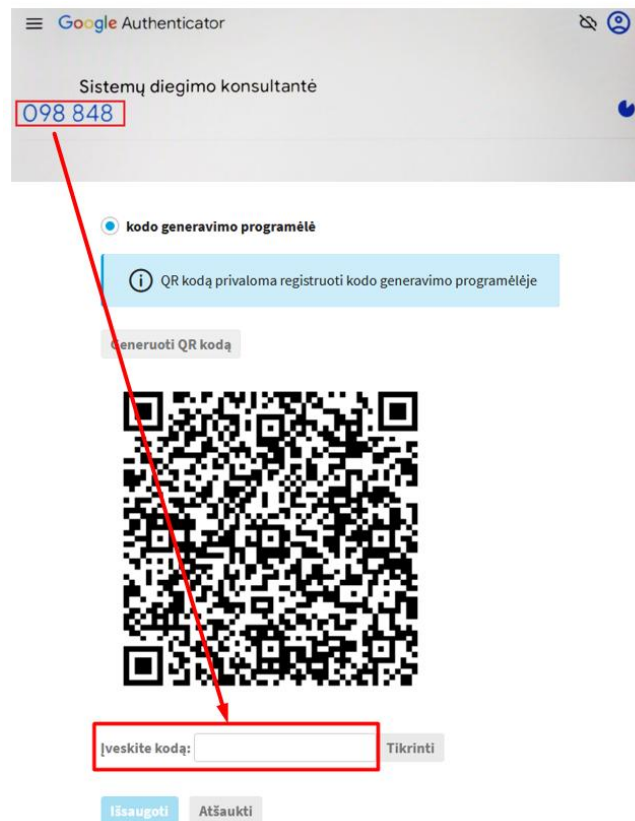 Google Authenticator
Sistemų diegimo konsultantė
098 848
kodo generavimo programėlė
QR kodą privaloma registruoti kodo generavimo programėlėje
Generuoti QR kodą
Įveskite kodą: Tikrinti
Išsaugoti Atšaukti